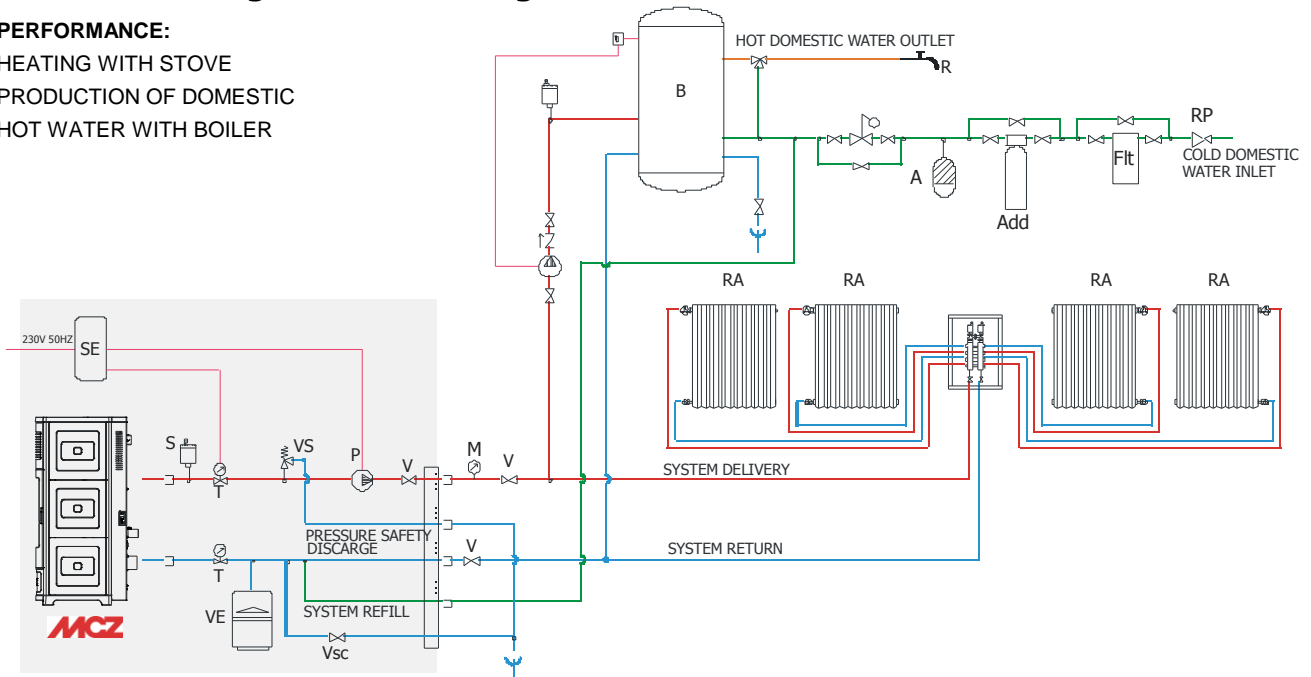 PERFORMANCE:
HEATING WITH STOVE
PRODUCTION OF DOMESTIC
HOT WATER WITH BOILER
HOT DOMESTIC WATER OUTLET
R
B
RP
COLD DOMESTIC
WATER INLET
Flt
A
Add
RA
RA
RA
RA
230V 50HZ
SE
S
VS
P
V
M
V
T
SYSTEM DELIVERY
PRESSURE SAFETY
DISCARGE
V
SYSTEM RETURN
T
VE
SYSTEM REFILL
Vsc
MCZ